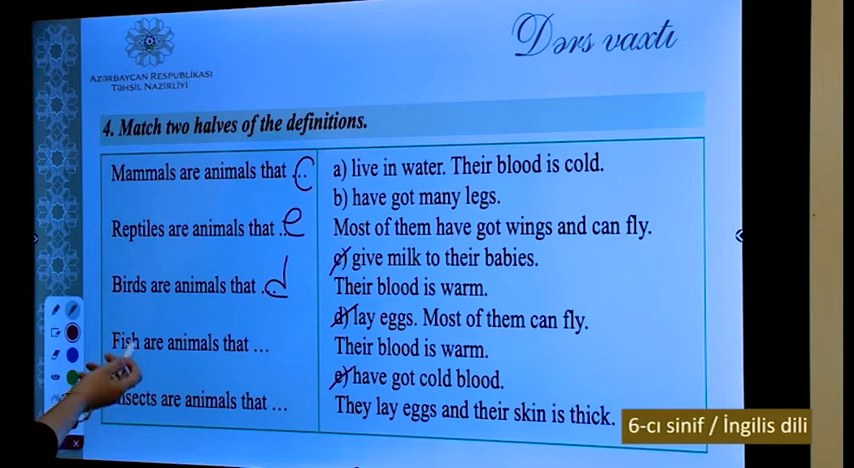 Dərs vaxtı
AZƏRBAYCAN RESPUBLİKASI
TƏHSİL NAZİRLİYİ
4. Match two halves of the definitions.
Mammals are animals that ... c
Reptiles are animals that ... e
Birds are animals that ... d
Fish are animals that ...
Insects are animals that ...
a) live in water. Their blood is cold.
b) have got many legs.
Most of them have got wings and can fly.
c) give milk to their babies.
Their blood is warm.
d) lay eggs. Most of them can fly.
Their blood is warm.
e) have got cold blood.
They lay eggs and their skin is thick.
6-cı sinif / İngilis dili